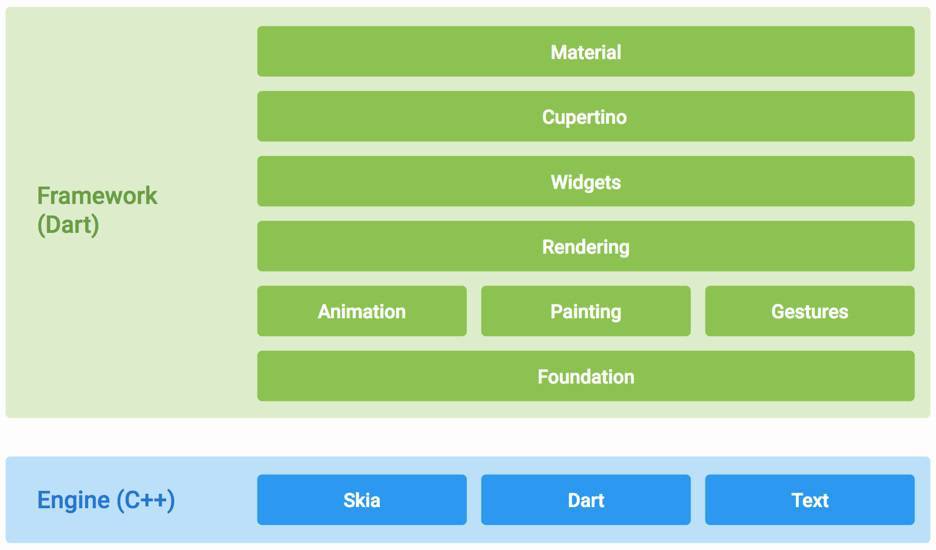 Framework
(Dart)
Material
Cupertino
Widgets
Rendering
Animation
Painting
Gestures
Foundation
Engine (C++)
Skia
Dart
Text